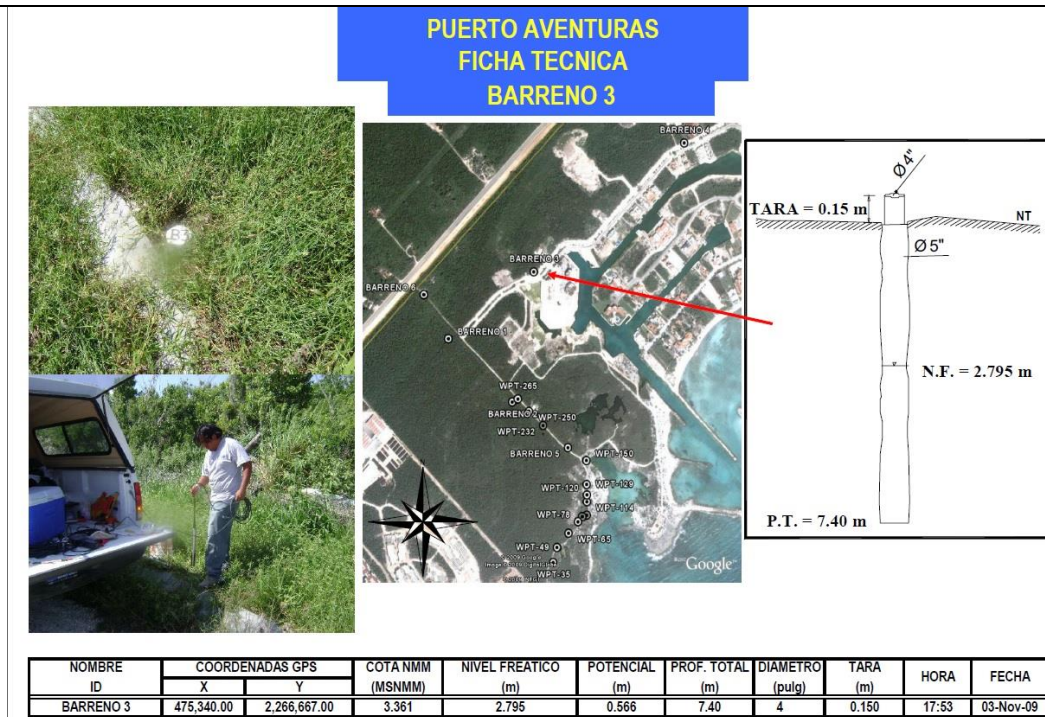 PUERTO AVENTURAS
FICHA TECNICA
BARRENO 3
B3
BARRENO 4
BARRENO 3
BARRENO 6
BARRENO 1
WPT-265
BARRENO 2
WPT-250
WPT-232
BARRENO 5
WPT-150
WPT-129
WPT-120
WPT-114
WPT-78
WPT-65
WPT-49
WPT-35
N
©2009 Google
Google
Ø4"
TARA = 0.15 m
NT
Ø5"
N.F. = 2.795 m
P.T. = 7.40 m
NOMBRE COORDENADAS GPS COTA NMM NIVEL FREATICO POTENCIAL PROF. TOTAL DIAMETRO TARA HORA FECHA
ID X Y (MSNMM) (m) (m) (m) (pulg) (m)
BARRENO 3 475,340.00 2,266,667.00 3.361 2.795 0.566 7.40 4 0.150 17:53 03-Nov-09